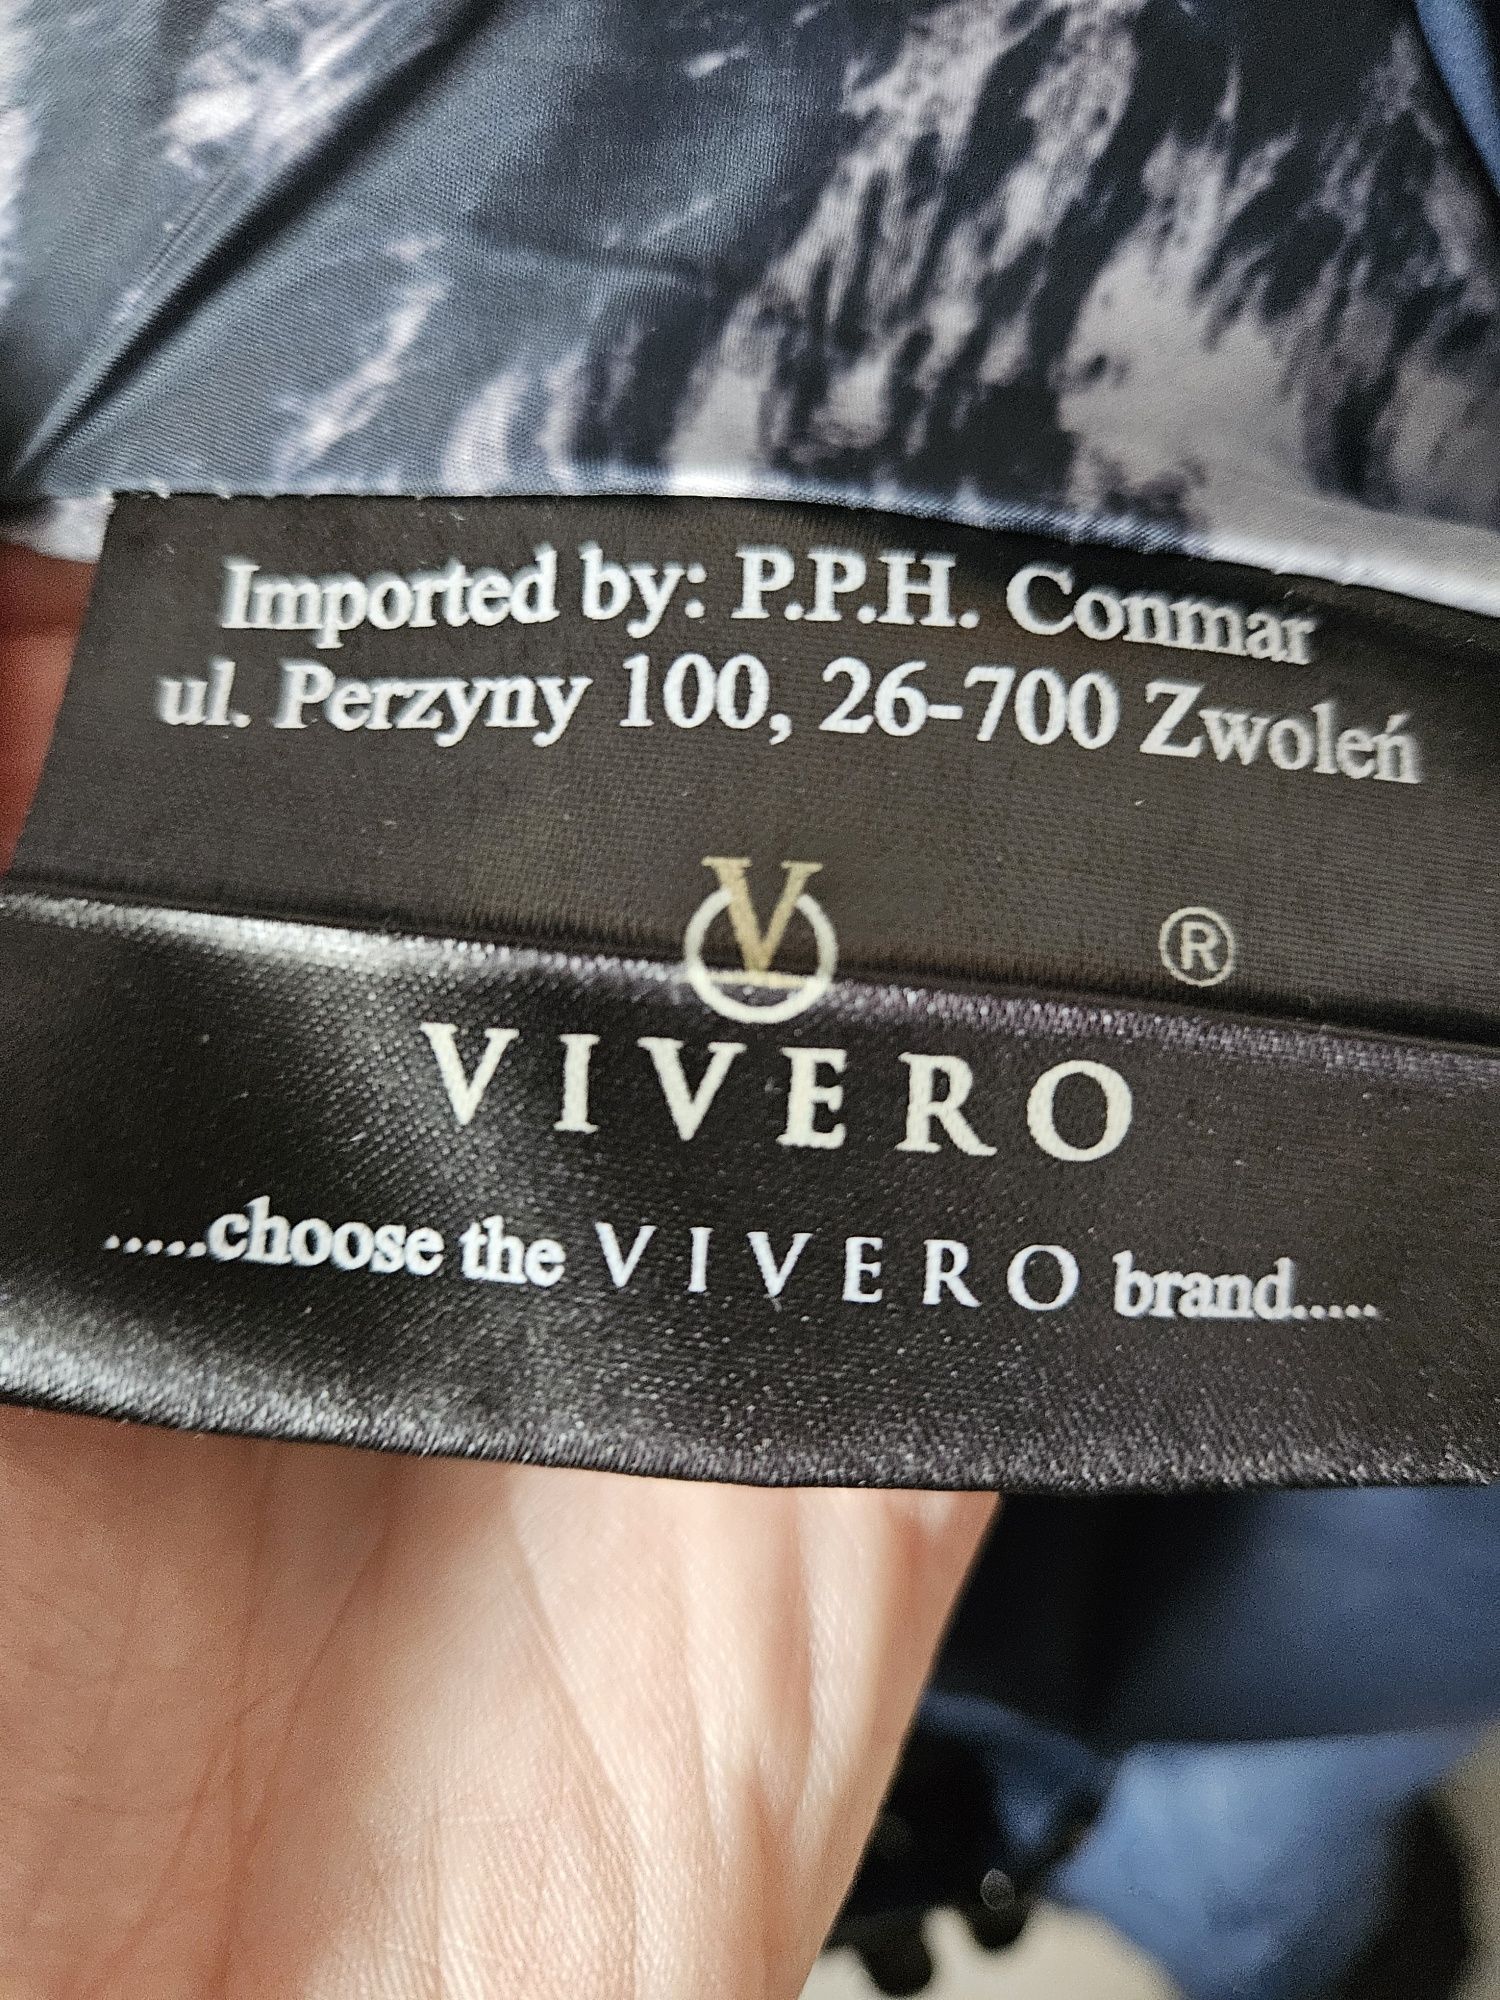 Imported by: P.P.H. Conmar
ul. Perzyny 100, 26-700 Zwoleń
V
®
VIVERO
.....choose the VIVERO brand.....